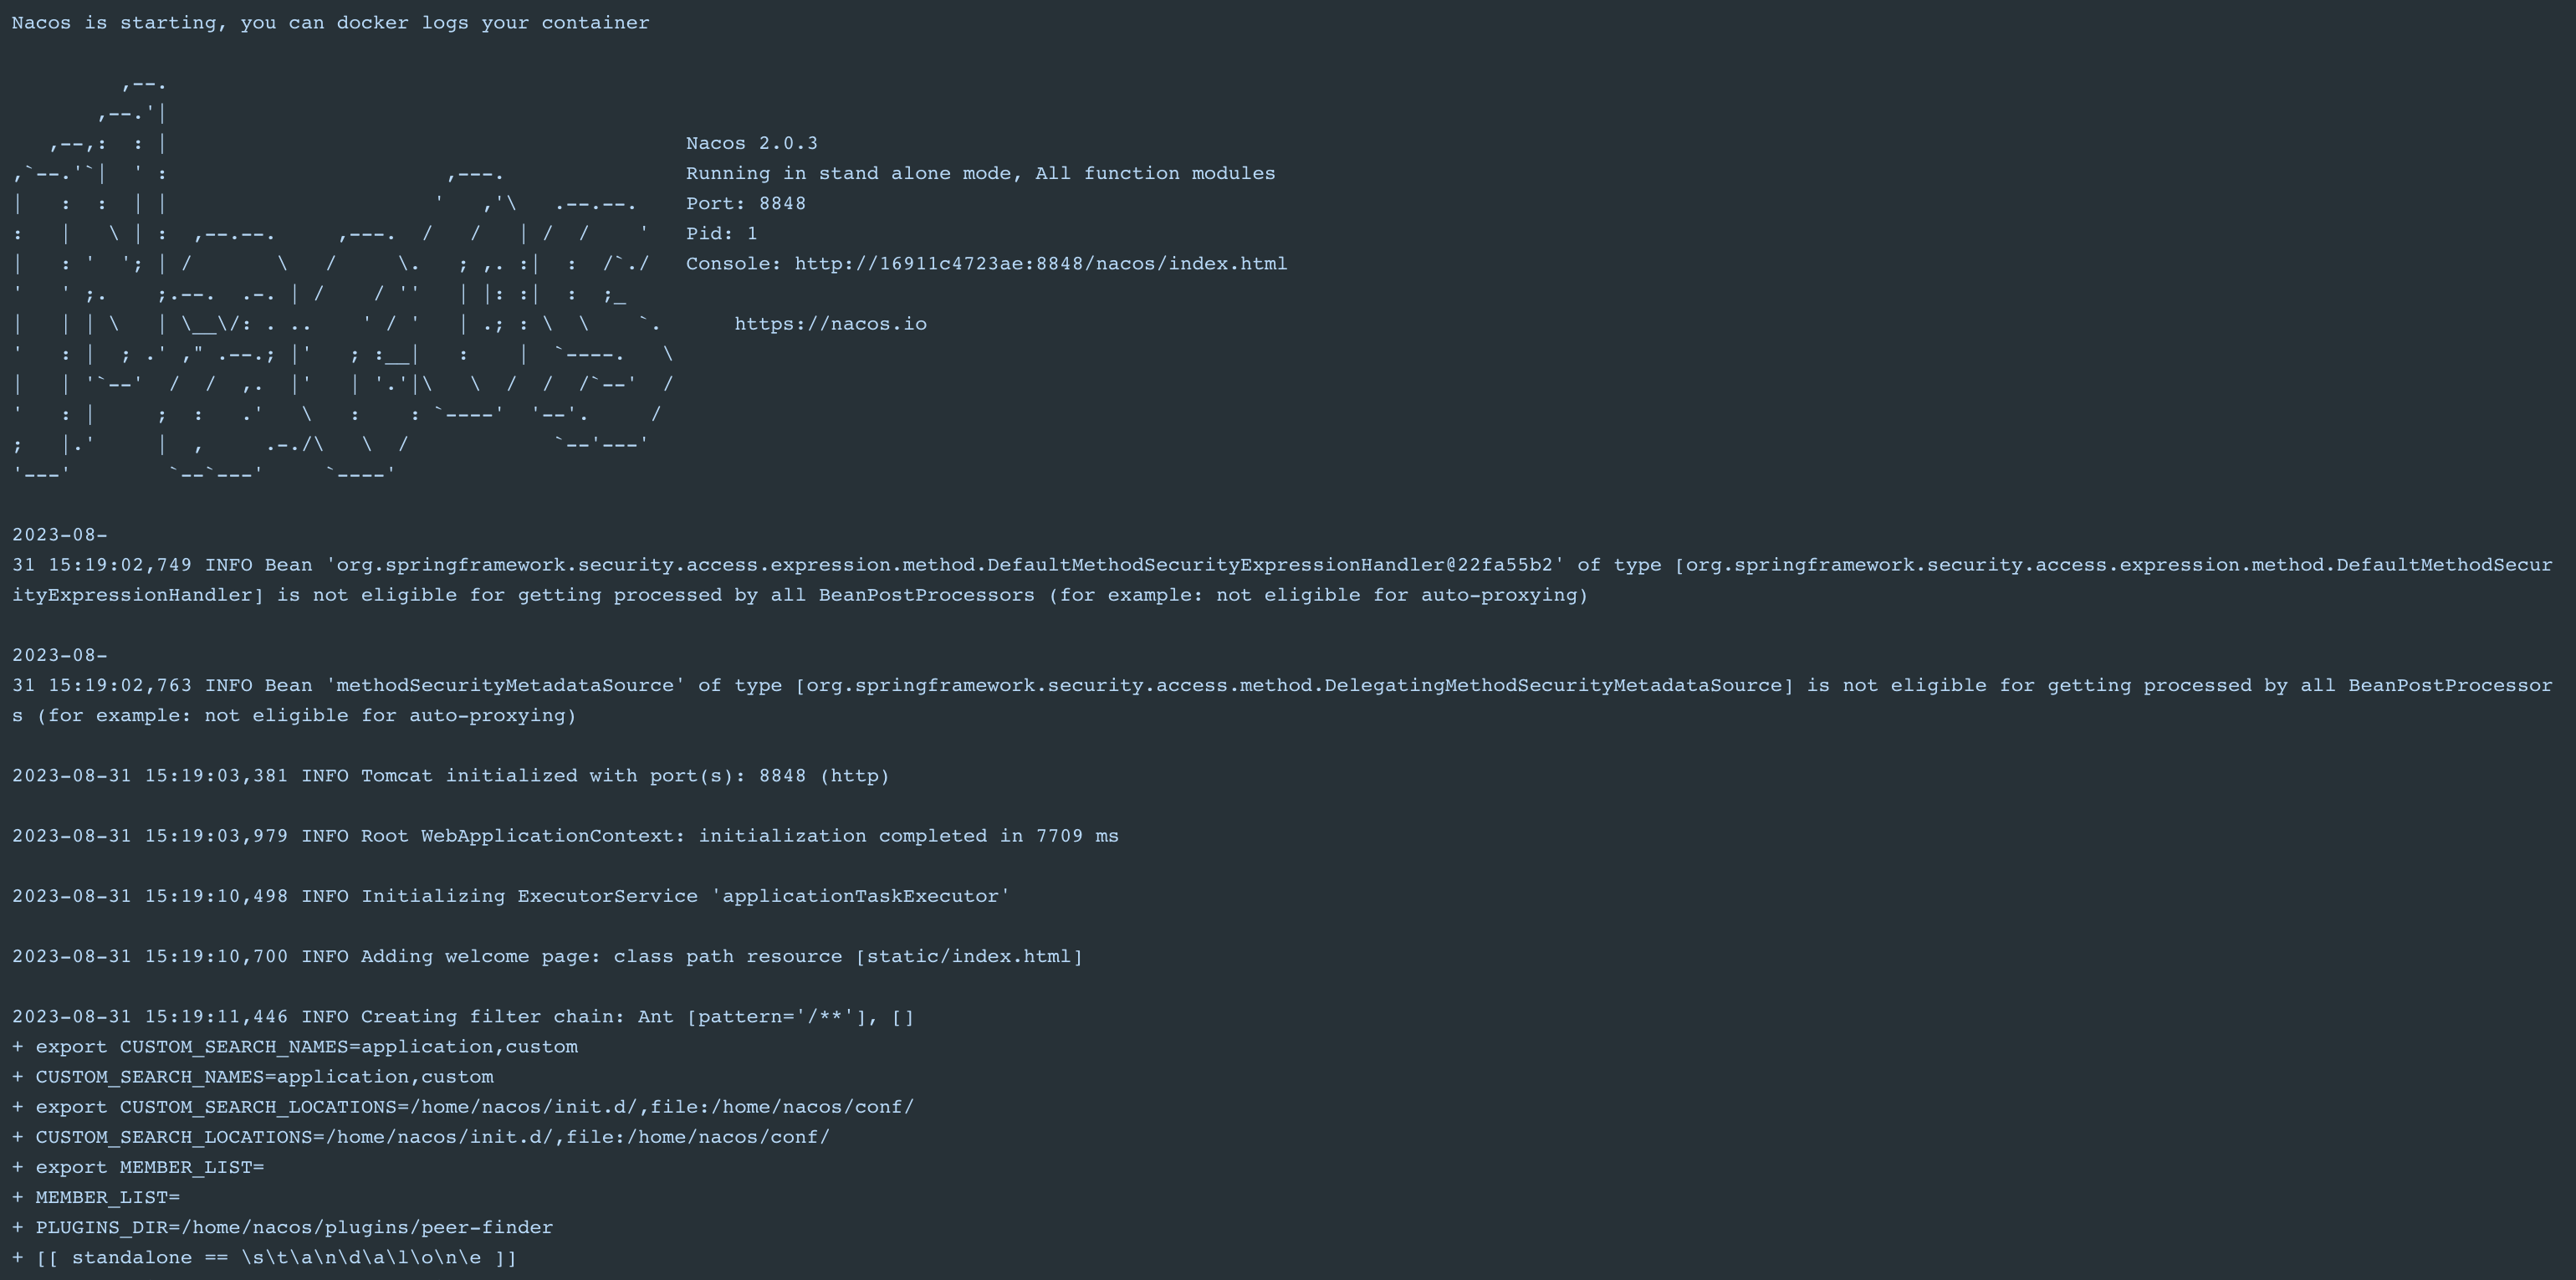 Nacos is starting, you can docker logs your container
         ,--.
       ,--.'|
   ,--,:  : |                                           Nacos 2.0.3
,`--.'`|  ' :                       ,---.               Running in stand alone mode, All function modules
|   :  :  | |                      '   ,'\   .--.--.    Port: 8848
:   |   \ | :  ,--.--.     ,---.  /   /   | /  /    '   Pid: 1
|   : '  '; | /       \   /     \.   ; ,. :|  :  /`./   Console: http://16911c4723ae:8848/nacos/index.html
'   ' ;.    ;.--.  .-. | /    / ''   | |: :|  :  ;_
|   | | \   | \__\/: . ..    ' / '   | .; : \  \    `.      https://nacos.io
'   : |  ; .' ," .--.; |'   ; :__|   :    |  `----.   \
|   | '`--'  /  /  ,.  |'   | '.'|\   \  /  /  /`--'  /
'   : |     ;  :   .'   \   :    : `----'  '--'.     /
;   |.'     |  ,     .-./\   \  /            `--'---'
'---'        `--`---'     `----'
2023-08-
31 15:19:02,749 INFO Bean 'org.springframework.security.access.expression.method.DefaultMethodSecurityExpressionHandler@22fa55b2' of type [org.springframework.security.access.expression.method.DefaultMethodSecur
ityExpressionHandler] is not eligible for getting processed by all BeanPostProcessors (for example: not eligible for auto-proxying)
2023-08-
31 15:19:02,763 INFO Bean 'methodSecurityMetadataSource' of type [org.springframework.security.access.method.DelegatingMethodSecurityMetadataSource] is not eligible for getting processed by all BeanPostProcessor
s (for example: not eligible for auto-proxying)
2023-08-31 15:19:03,381 INFO Tomcat initialized with port(s): 8848 (http)
2023-08-31 15:19:03,979 INFO Root WebApplicationContext: initialization completed in 7709 ms
2023-08-31 15:19:10,498 INFO Initializing ExecutorService 'applicationTaskExecutor'
2023-08-31 15:19:10,700 INFO Adding welcome page: class path resource [static/index.html]
2023-08-31 15:19:11,446 INFO Creating filter chain: Ant [pattern='/**'], []
+ export CUSTOM_SEARCH_NAMES=application,custom
+ CUSTOM_SEARCH_NAMES=application,custom
+ export CUSTOM_SEARCH_LOCATIONS=/home/nacos/init.d/,file:/home/nacos/conf/
+ CUSTOM_SEARCH_LOCATIONS=/home/nacos/init.d/,file:/home/nacos/conf/
+ export MEMBER_LIST=
+ MEMBER_LIST=
+ PLUGINS_DIR=/home/nacos/plugins/peer-finder
+ [[ standalone == \s\t\a\n\d\a\l\o\n\e ]]